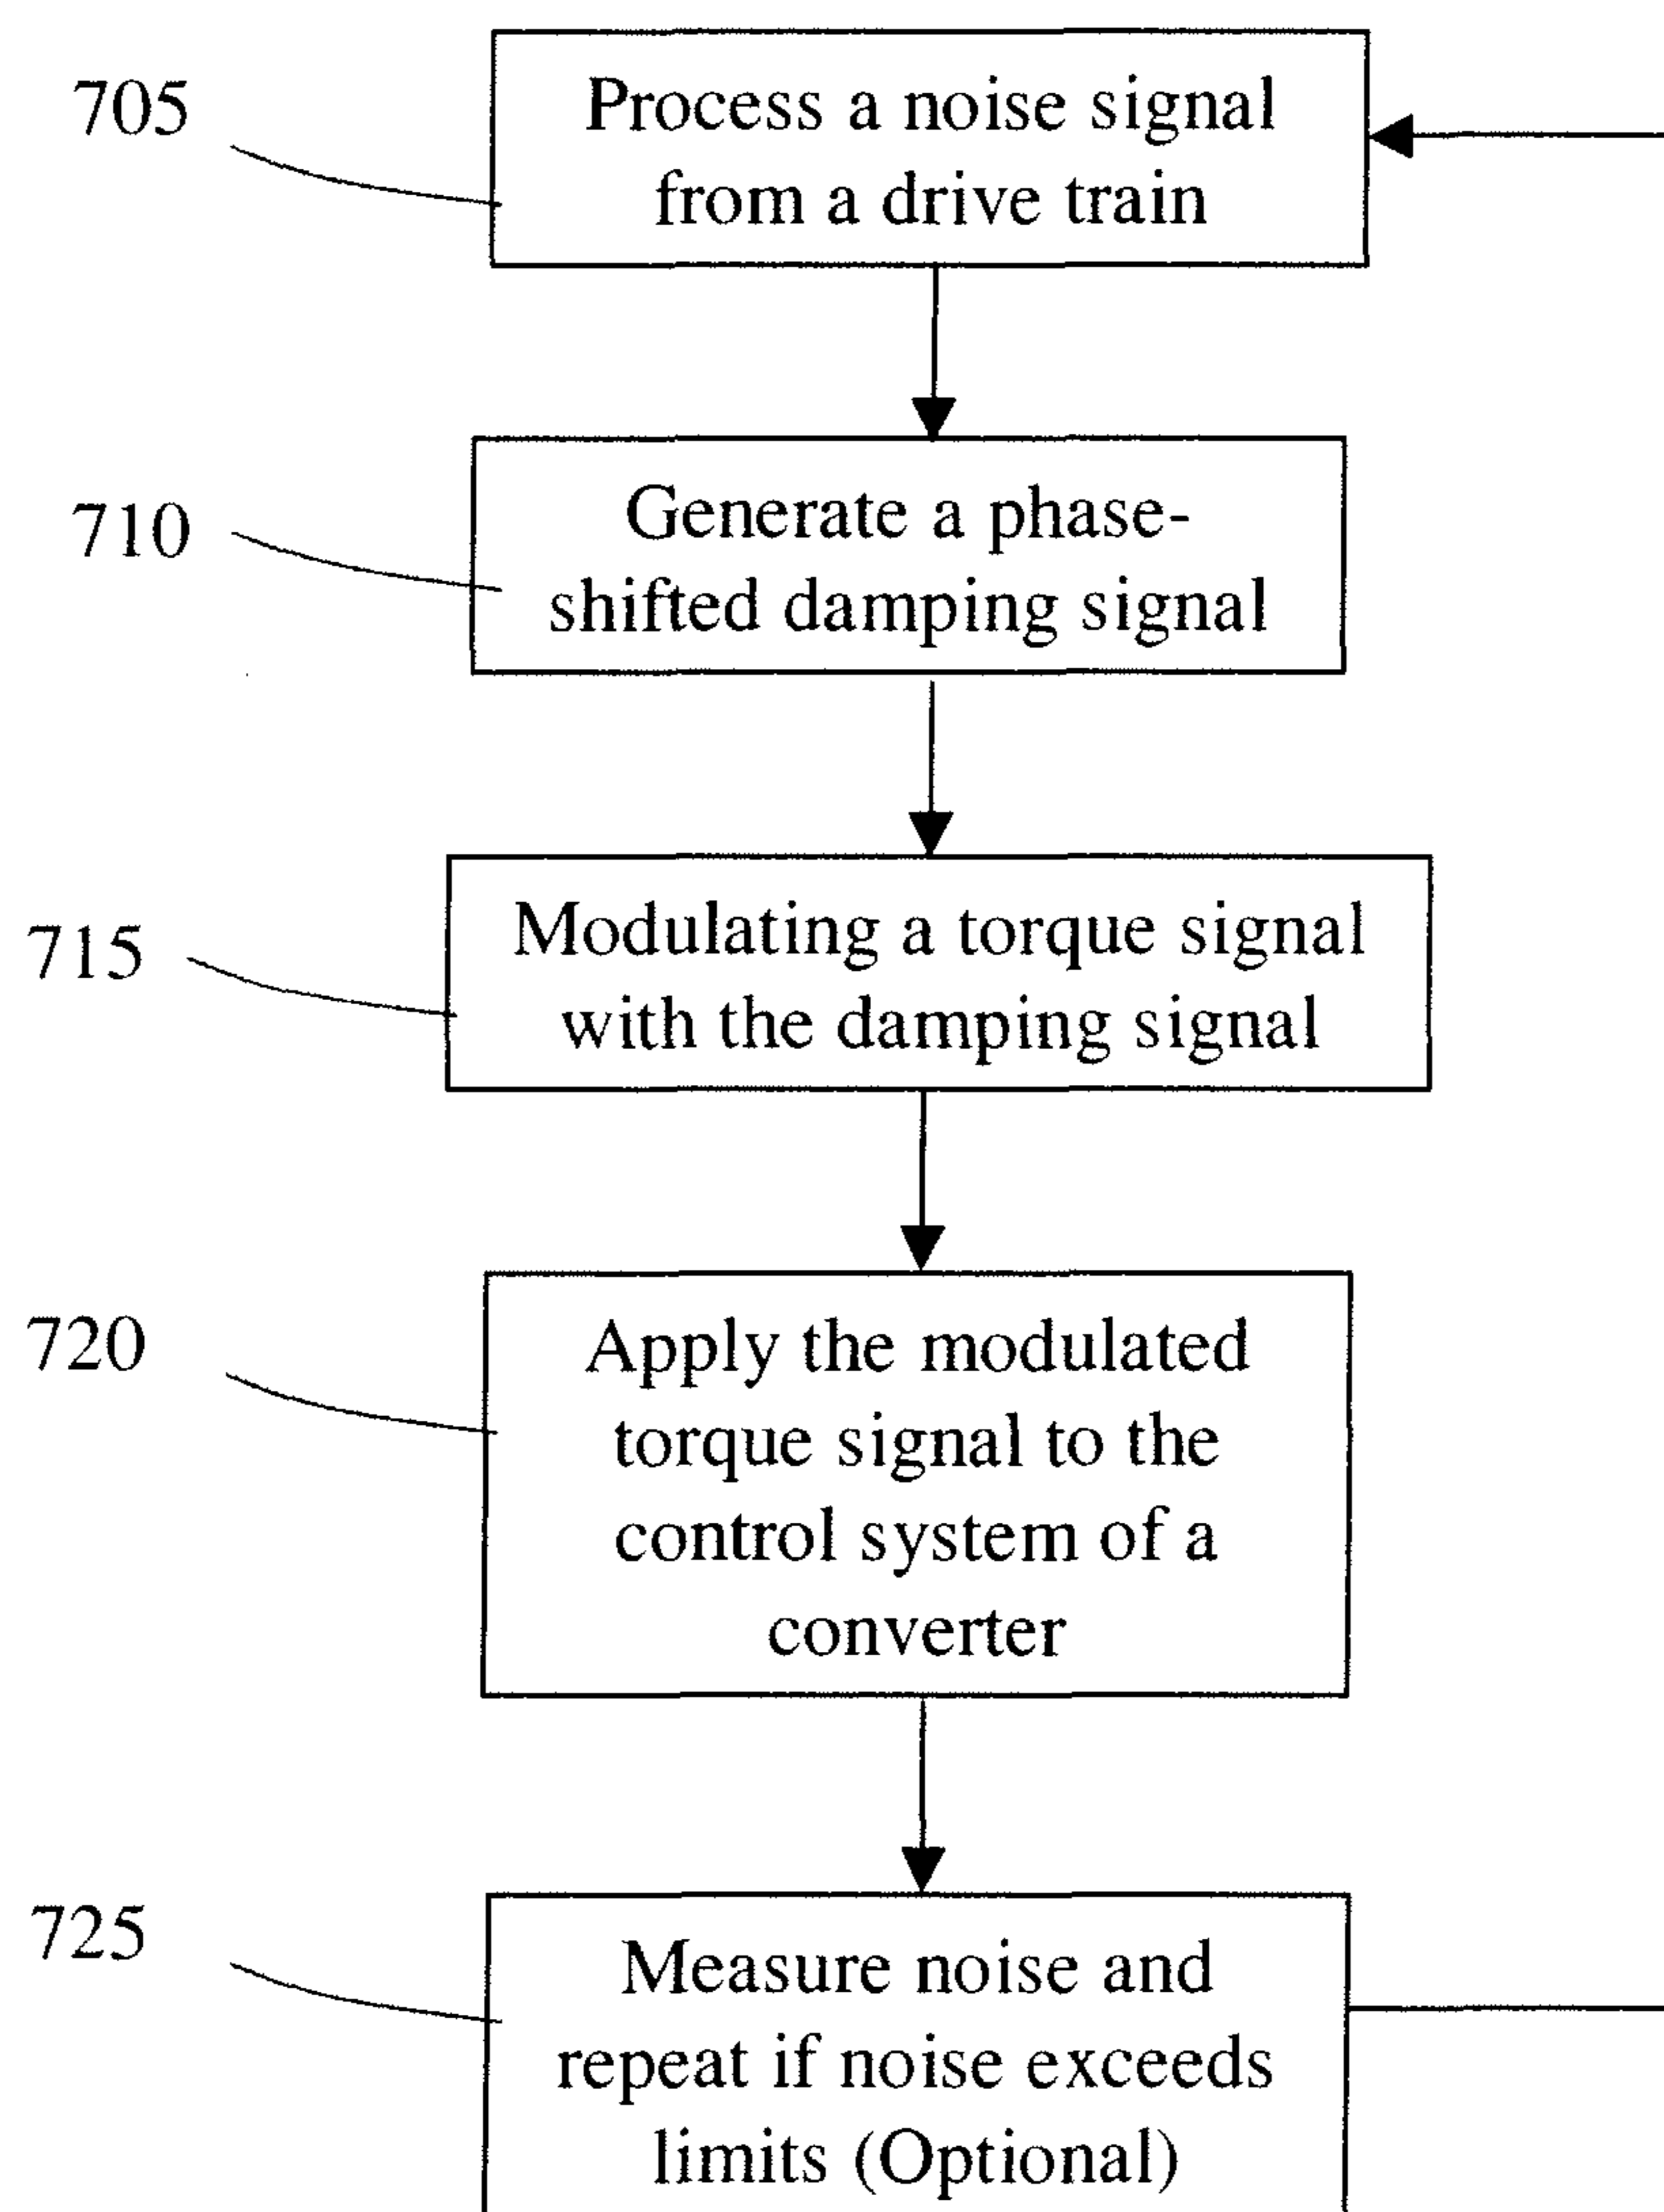 705
Process a noise signal
from a drive train
710
Generate a phase-
shifted damping signal
715
Modulating a torque signal
with the damping signal
720
Apply the modulated
torque signal to the
control system of a
converter
725
Measure noise and
repeat if noise exceeds
limits (Optional)